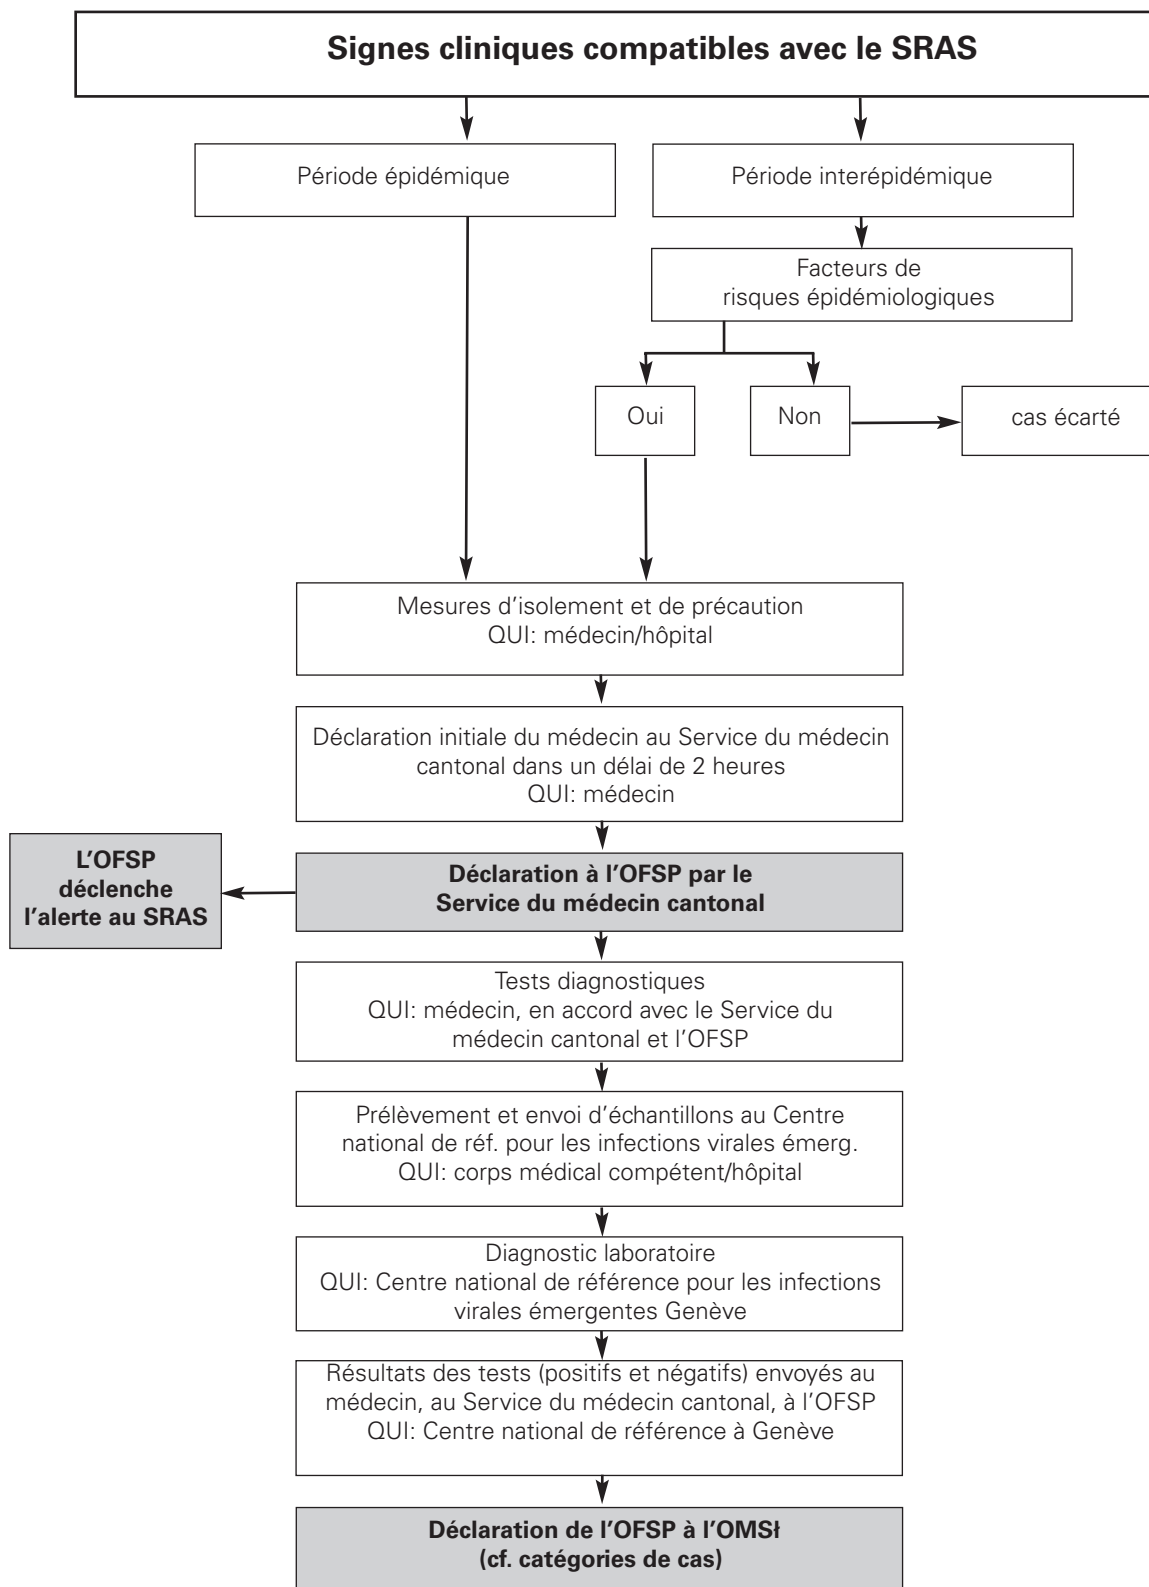 Signes cliniques compatibles avec le SRAS
Période épidémique
Période interépidémique
Facteurs de
risques épidémiologiques
Oui
Non
cas écarté
Mesures d'isolement et de précaution
QUI: médecin/hôpital
Déclaration initiale du médecin au Service du médecin
cantonal dans un délai de 2 heures
QUI: médecin
L'OFSP
déclenche
l'alerte au SRAS
Déclaration à l'OFSP par le
Service du médecin cantonal
Tests diagnostiques
QUI: médecin, en accord avec le Service du
médecin cantonal et l'OFSP
Prélèvement et envoi d'échantillons au Centre
national de réf. pour les infections virales émerg.
QUI: corps médical compétent/hôpital
Diagnostic laboratoire
QUI: Centre national de référence pour les infections
virales émergentes Genève
Résultats des tests (positifs et négatifs) envoyés au
médecin, au Service du médecin cantonal, à l'OFSP
QUI: Centre national de référence à Genève
Déclaration de l'OFSP à l'OMSł
(cf. catégories de cas)